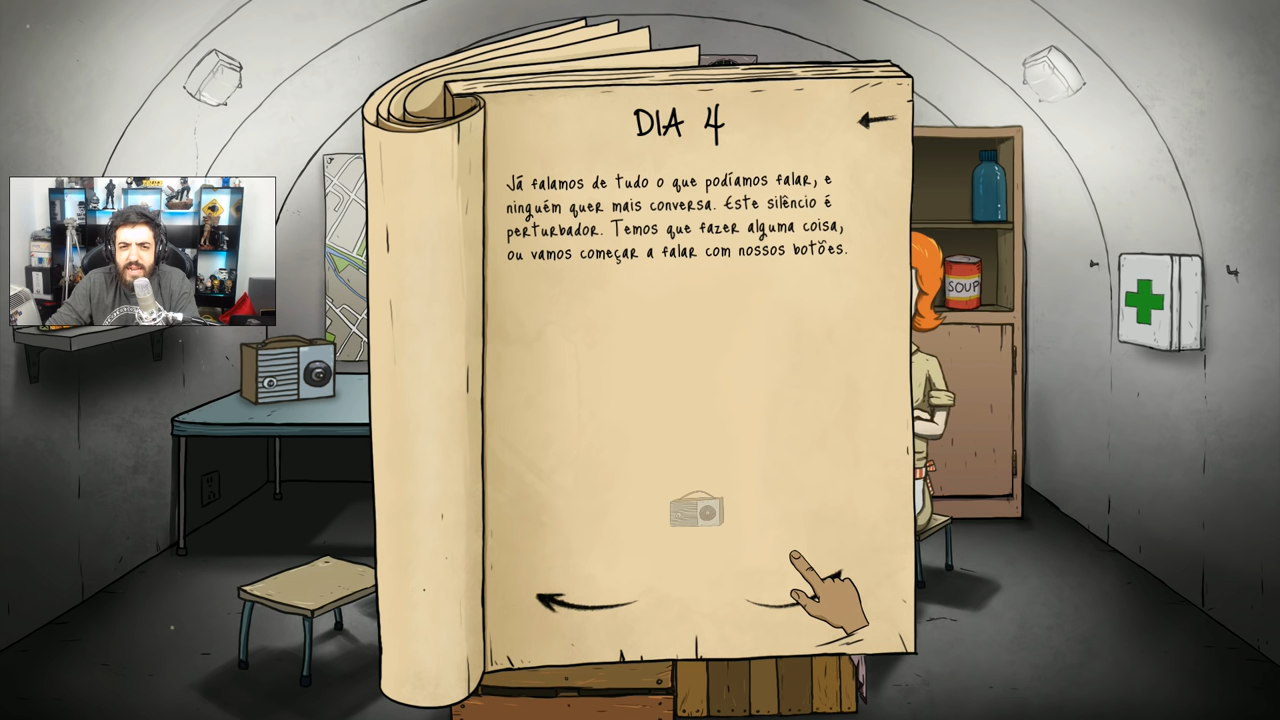 DIA 4
Já falamos de tudo o que podíamos falar, e
ninguém quer mais conversa. Este silêncio é
perturbador. Temos que fazer alguma coisa,
ou vamos começar a falar com nossos botões.
SOUP